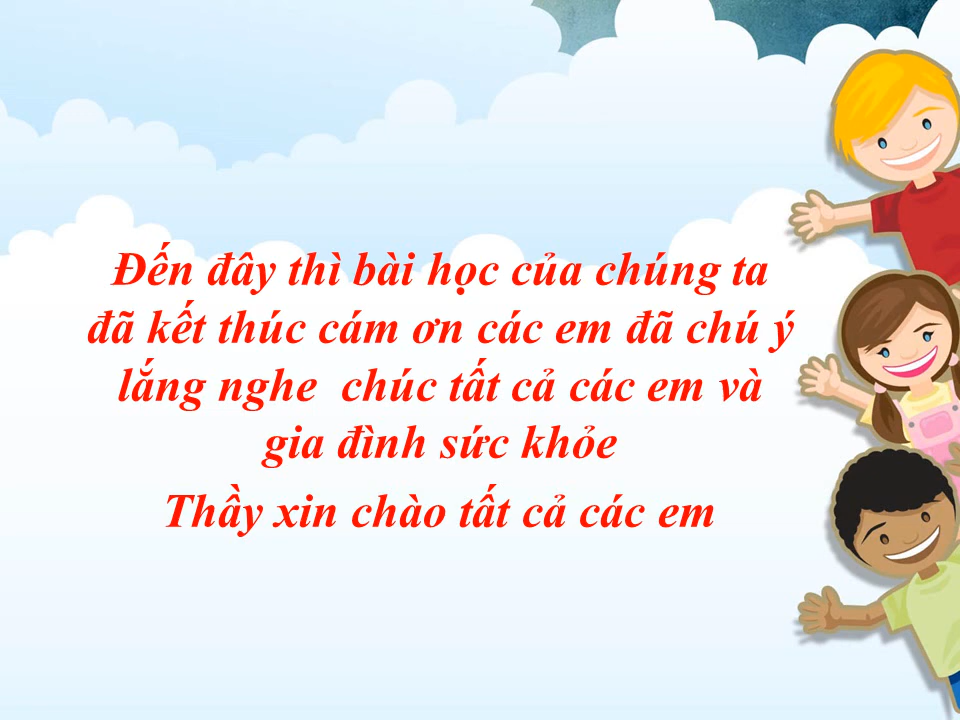 Đến đây thì bài học của chúng ta
đã kết thúc cám ơn các em đã chú ý
lắng nghe  chúc tất cả các em và
gia đình sức khỏe
Thầy xin chào tất cả các em